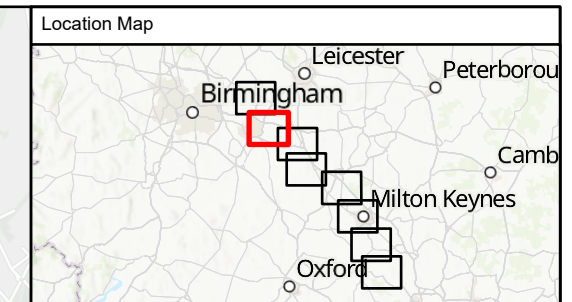 Location Map
Leicester
Peterborou
Birmingham
Camb
Milton Keynes
Oxford